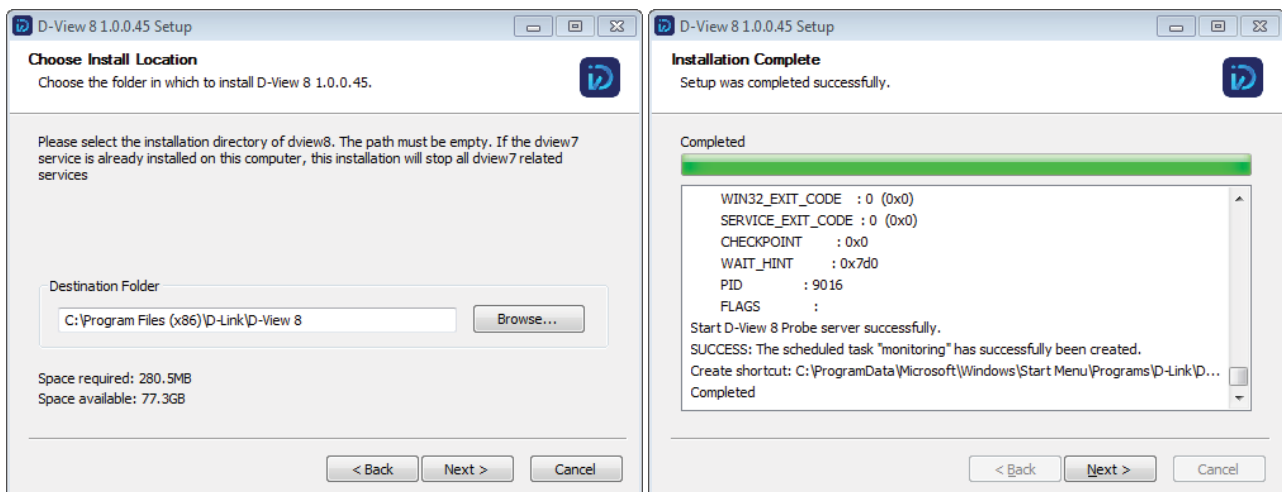 D-View 8 1.0.0.45 Setup
Choose Install Location
Choose the folder in which to install D-View 8 1.0.0.45.
Please select the installation directory of dview8. The path must be empty. If the dview7
service is already installed on this computer, this installation will stop all dview7 related
services
Destination Folder
C:\Program Files (x86)\D-Link\D-View 8
Browse...
Space required: 280.5MB
Space available: 77.3GB
< Back
Next >
Cancel
D-View 8 1.0.0.45 Setup
Installation Complete
Setup was completed successfully.
Completed
WIN32_EXIT_CODE : 0 (0x0)
SERVICE_EXIT_CODE : 0 (0x0)
CHECKPOINT : 0x0
WAIT_HINT : 0x7d0
PID : 9016
FLAGS :
Start D-View 8 Probe server successfully.
SUCCESS: The scheduled task "monitoring" has successfully been created.
Create shortcut: C:\ProgramData\Microsoft\Windows\Start Menu\Programs\D-Link\D...
Completed
< Back
Next >
Cancel